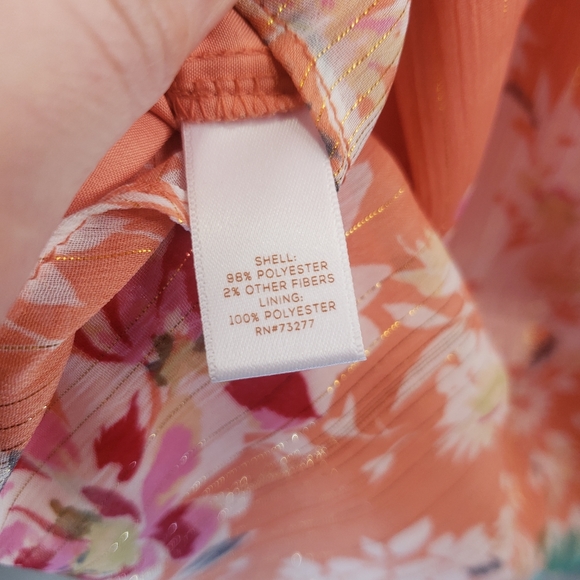 SHELL:
98% POLYESTER
2% OTHER FIBERS
LINING:
100% POLYESTER
RN#73277